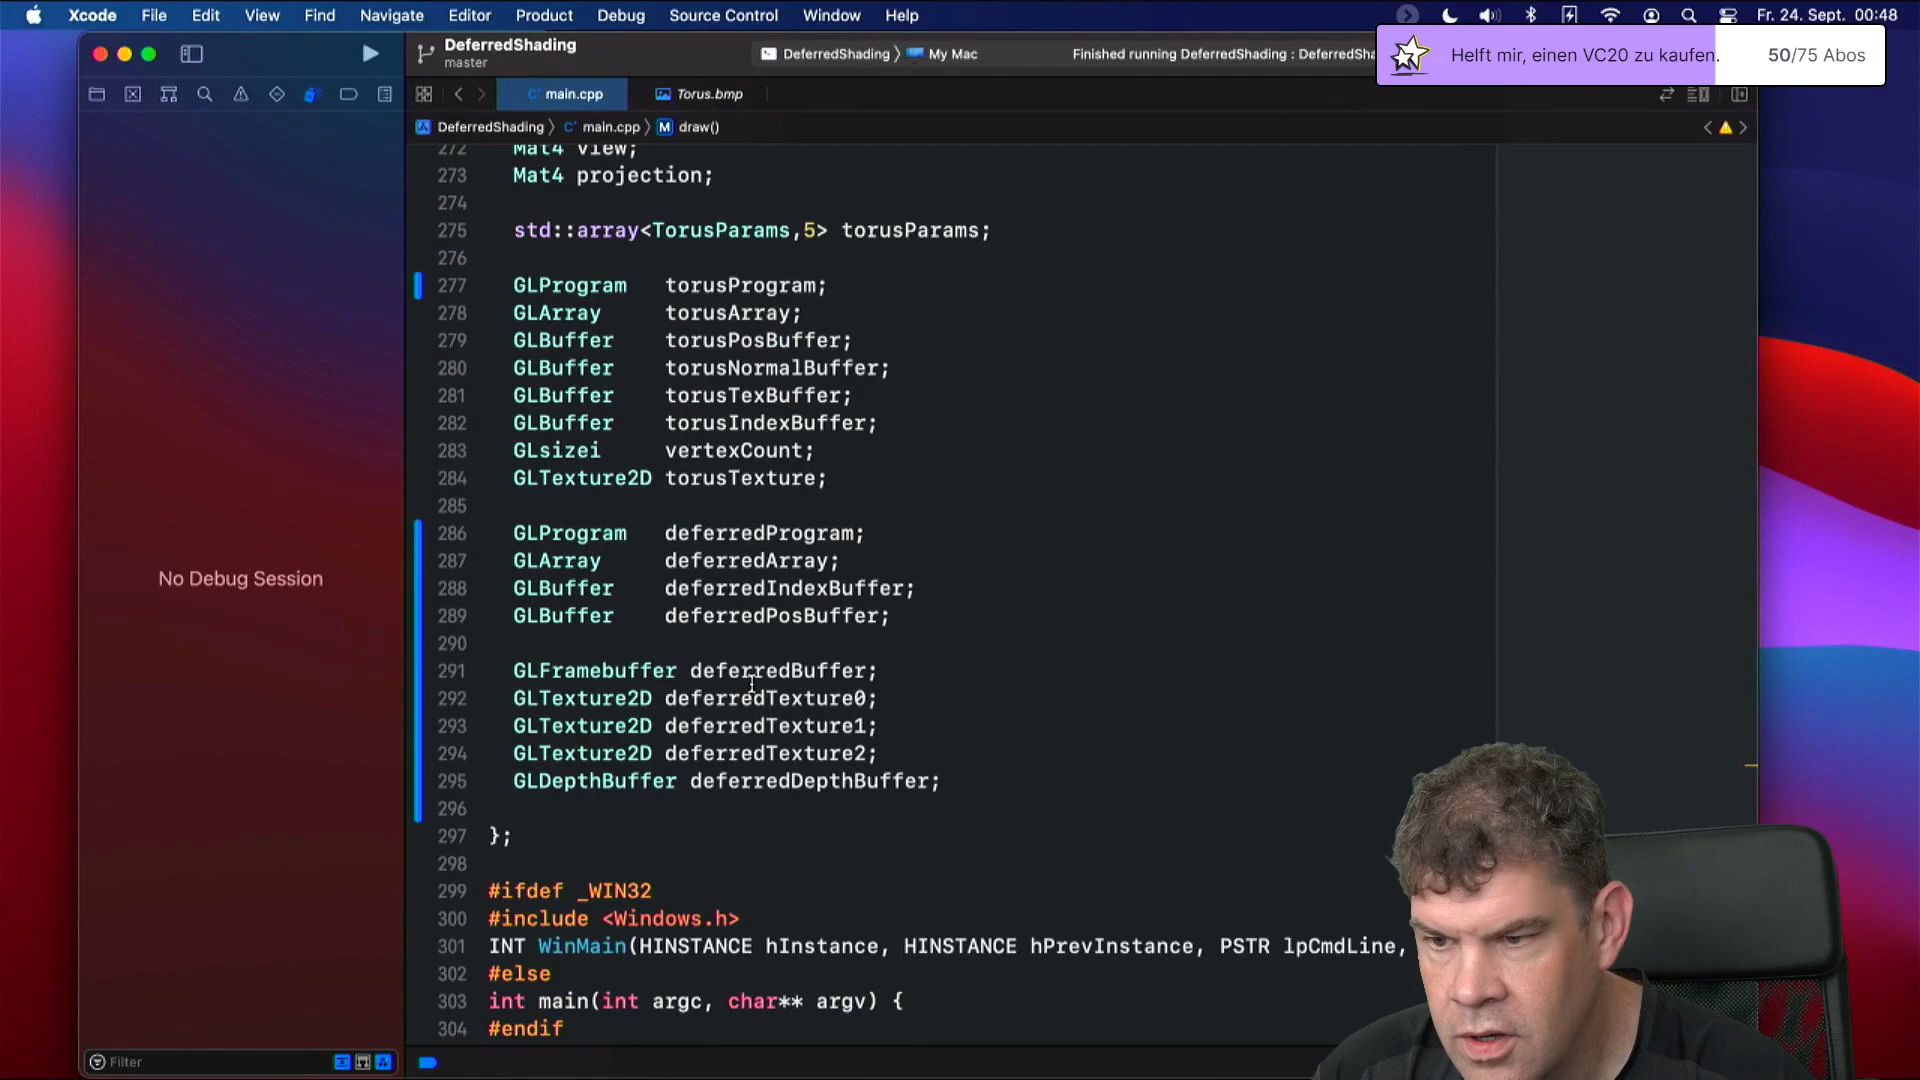 Xcode File Edit View Find Navigate Editor Product Debug Source Control Window Help
Fr. 24. Sept. 00:48
DeferredShading
master
DeferredShading 〉 My Mac
Finished running DeferredShading : DeferredSha
Helft mir, einen VC20 zu kaufen.
50/75 Abos
main.cpp
Torus.bmp
DeferredShading 〉 main.cpp 〉 M draw()
272 Mat4 view;
273 Mat4 projection;
274
275 std::array<TorusParams,5> torusParams;
276
277 GLProgram torusProgram;
278 GLArray torusArray;
279 GLBuffer torusPosBuffer;
280 GLBuffer torusNormalBuffer;
281 GLBuffer torusTexBuffer;
282 GLBuffer torusIndexBuffer;
283 GLsizei vertexCount;
284 GLTexture2D torusTexture;
285
286 GLProgram deferredProgram;
287 GLArray deferredArray;
288 GLBuffer deferredIndexBuffer;
289 GLBuffer deferredPosBuffer;
290
291 GLFramebuffer deferredBuffer;
292 GLTexture2D deferredTexture0;
293 GLTexture2D deferredTexture1;
294 GLTexture2D deferredTexture2;
295 GLDepthBuffer deferredDepthBuffer;
296
297 };
298
299 #ifdef _WIN32
300 #include <Windows.h>
301 INT WinMain(HINSTANCE hInstance, HINSTANCE hPrevInstance, PSTR lpCmdLine,
302 #else
303 int main(int argc, char** argv) {
304 #endif
No Debug Session
Filter